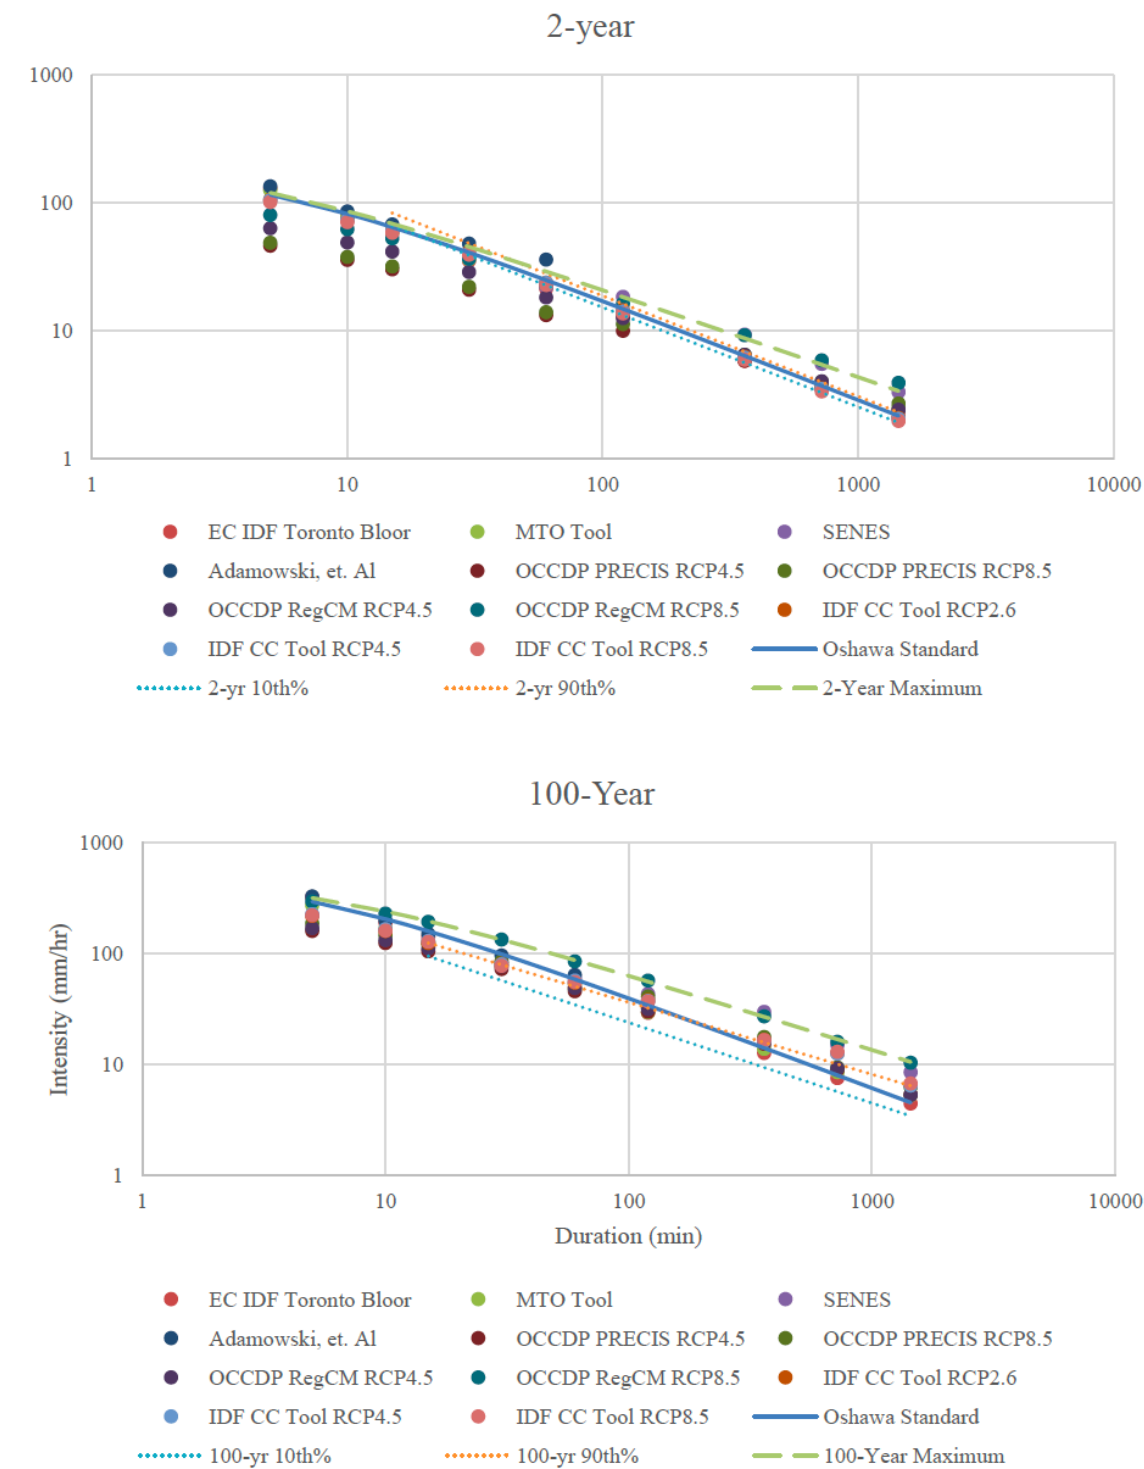 2-year
1000
100
10
1
1 10 100 1000 10000
EC IDF Toronto Bloor MTO Tool SENES
Adamowski, et. Al OCCDP PRECIS RCP4.5 OCCDP PRECIS RCP8.5
OCCDP RegCM RCP4.5 OCCDP RegCM RCP8.5 IDF CC Tool RCP2.6
IDF CC Tool RCP4.5 IDF CC Tool RCP8.5 Oshawa Standard
2-yr 10th% 2-yr 90th% 2-Year Maximum
100-Year
1000
100
10
1
Intensity (mm/hr)
1 10 100 1000 10000
Duration (min)
EC IDF Toronto Bloor MTO Tool SENES
Adamowski, et. Al OCCDP PRECIS RCP4.5 OCCDP PRECIS RCP8.5
OCCDP RegCM RCP4.5 OCCDP RegCM RCP8.5 IDF CC Tool RCP2.6
IDF CC Tool RCP4.5 IDF CC Tool RCP8.5 Oshawa Standard
100-yr 10th% 100-yr 90th% 100-Year Maximum